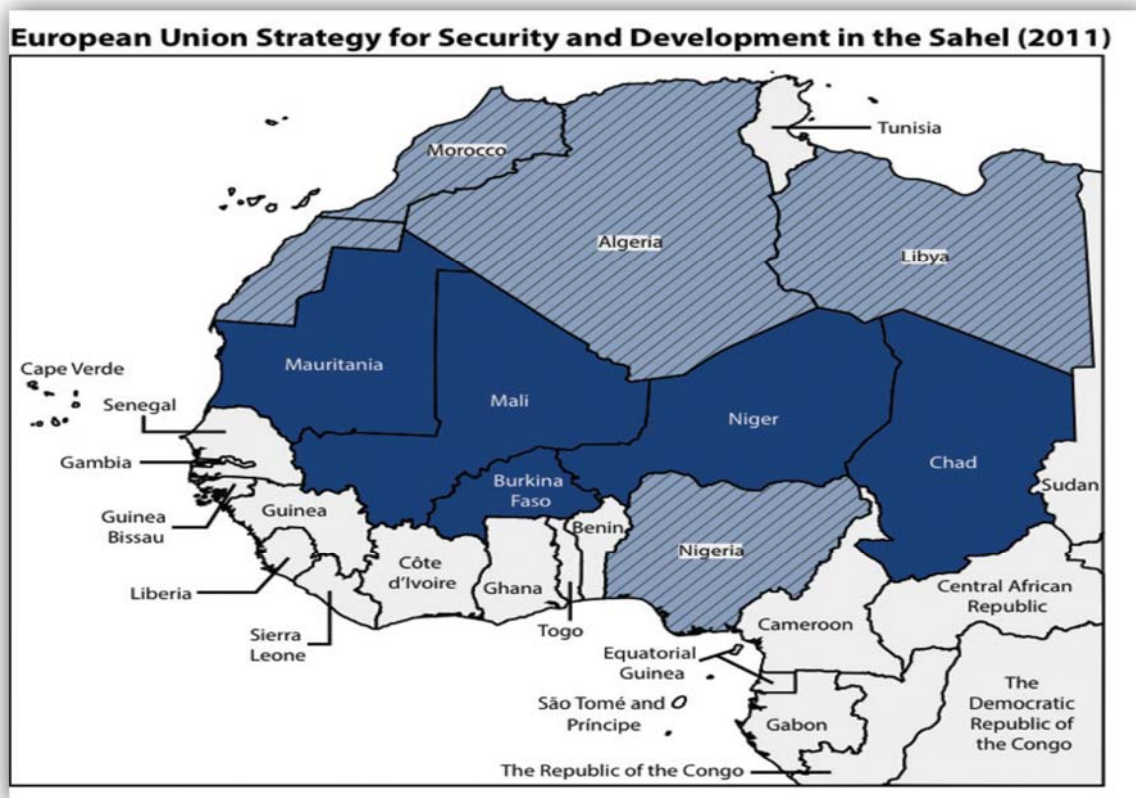 European Union Strategy for Security and Development in the Sahel (2011)
Tunisia
Morocco
Algeria
Libya
Cape Verde
Mauritania
Senegal
Mali
Niger
Gambia
Chad
Burkina
Faso
Sudan
Guinea
Bissau
Guinea
Benin
Nigeria
Côte
d'Ivoire
Ghana
Liberia
Central African
Republic
Sierra
Leone
Togo
Cameroon
Equatorial
Guinea
São Tomé and
Príncipe
Gabon
The
Democratic
Republic of
the Congo
The Republic of the Congo